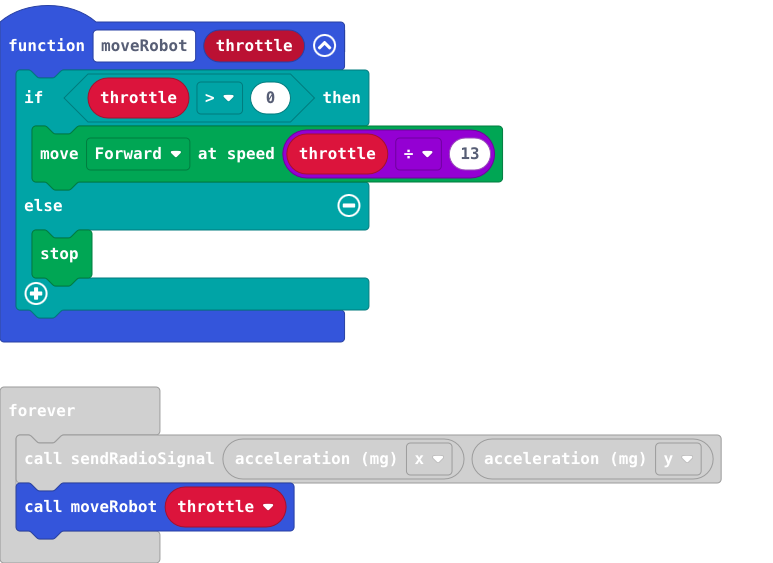 function moveRobot throttle
if throttle > 0 then
move Forward at speed throttle ÷ 13
else
stop
forever
call sendRadioSignal acceleration (mg) x acceleration (mg) y
call moveRobot throttle